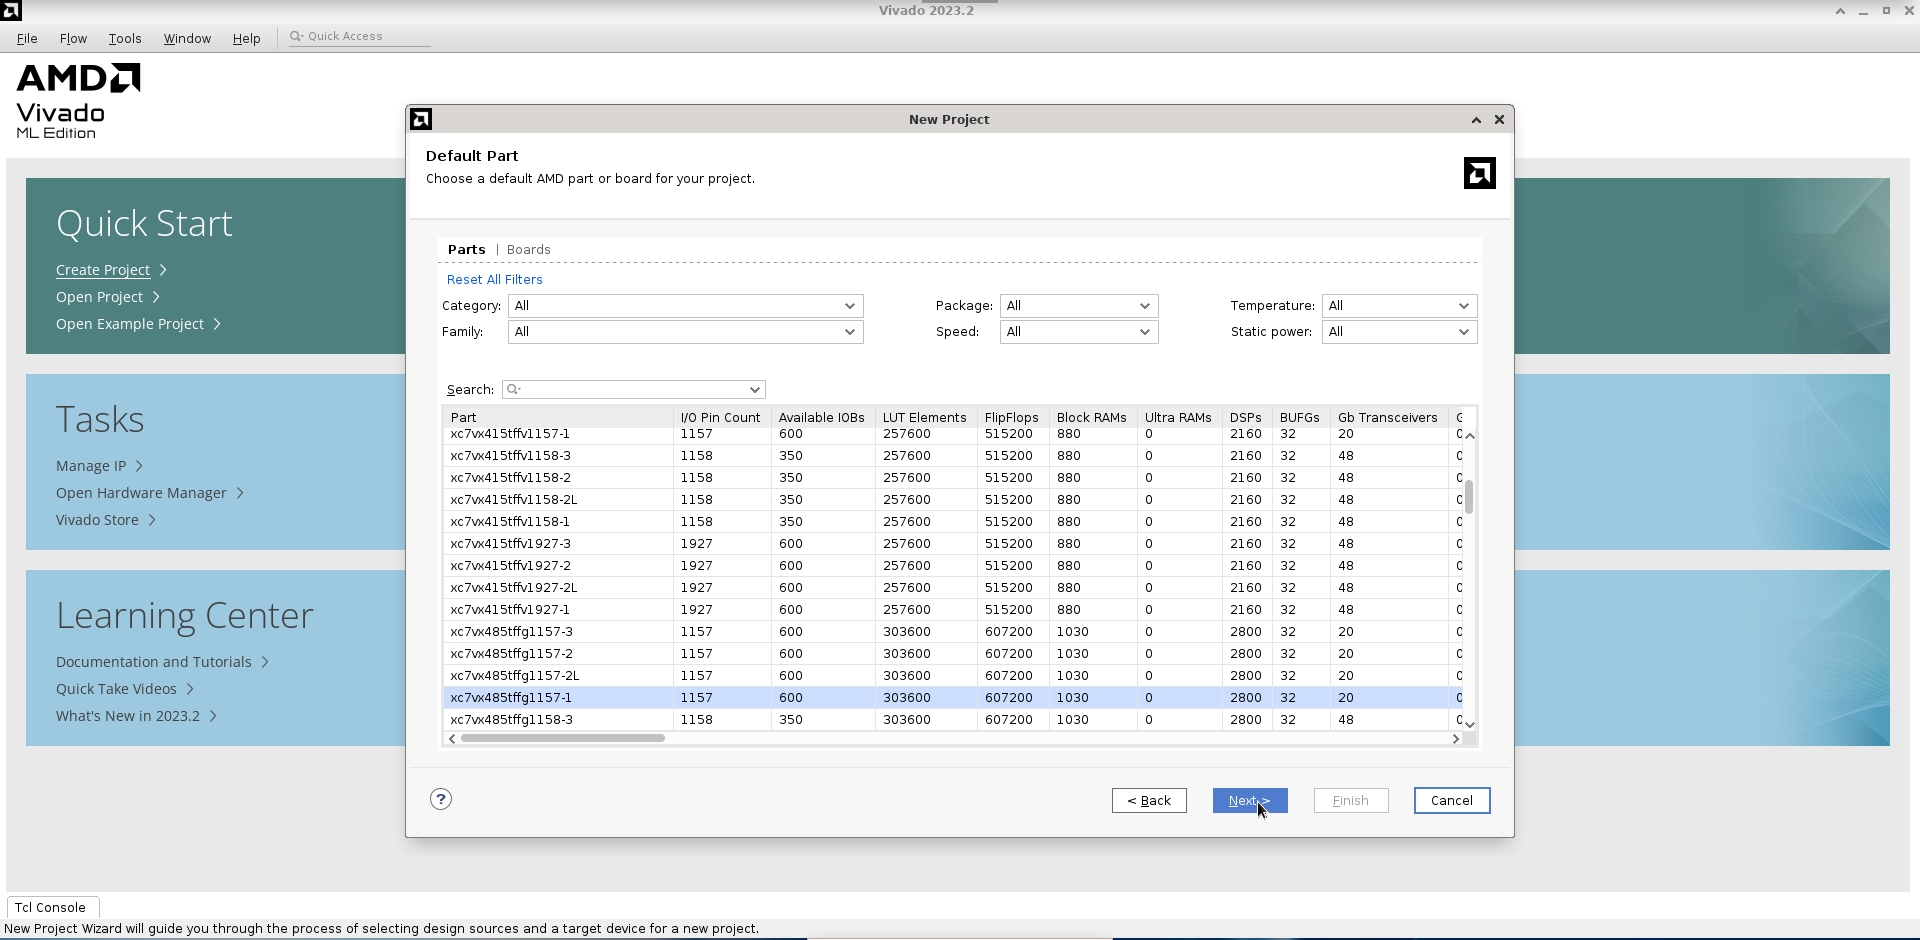 Vivado 2023.2
File Flow Tools Window Help Quick Access
AMD
Vivado
ML Edition
New Project
Default Part
Choose a default AMD part or board for your project.
Quick Start
Create Project
Open Project
Open Example Project
Tasks
Manage IP
Open Hardware Manager
Vivado Store
Learning Center
Documentation and Tutorials
Quick Take Videos
What's New in 2023.2
Parts | Boards
Reset All Filters
Category: All Package: All Temperature: All
Family: All Speed: All Static power: All
Search:
Part I/O Pin Count Available IOBs LUT Elements FlipFlops Block RAMs Ultra RAMs DSPs BUFGs Gb Transceivers G
xc7vx415tffv1157-1 1157 600 257600 515200 880 0 2160 32 20 0
xc7vx415tffv1158-3 1158 350 257600 515200 880 0 2160 32 48 0
xc7vx415tffv1158-2 1158 350 257600 515200 880 0 2160 32 48 0
xc7vx415tffv1158-2L 1158 350 257600 515200 880 0 2160 32 48 0
xc7vx415tffv1158-1 1158 350 257600 515200 880 0 2160 32 48 0
xc7vx415tffv1927-3 1927 600 257600 515200 880 0 2160 32 48 0
xc7vx415tffv1927-2 1927 600 257600 515200 880 0 2160 32 48 0
xc7vx415tffv1927-2L 1927 600 257600 515200 880 0 2160 32 48 0
xc7vx415tffv1927-1 1927 600 257600 515200 880 0 2160 32 48 0
xc7vx485tffg1157-3 1157 600 303600 607200 1030 0 2800 32 20 0
xc7vx485tffg1157-2 1157 600 303600 607200 1030 0 2800 32 20 0
xc7vx485tffg1157-2L 1157 600 303600 607200 1030 0 2800 32 20 0
xc7vx485tffg1157-1 1157 600 303600 607200 1030 0 2800 32 20 0
xc7vx485tffg1158-3 1158 350 303600 607200 1030 0 2800 32 48 0
? < Back Next > Finish Cancel
Tcl Console
New Project Wizard will guide you through the process of selecting design sources and a target device for a new project.